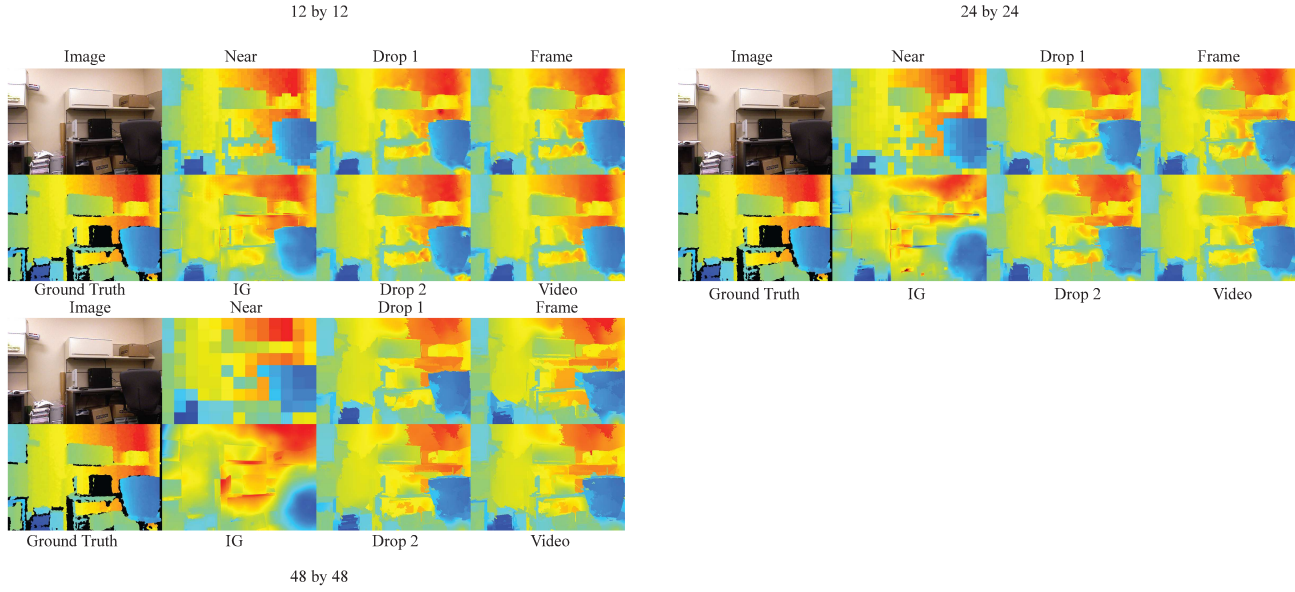 12 by 12
24 by 24
Image Near Drop 1 Frame
Image Near Drop 1 Frame
Ground Truth IG Drop 2 Video
Ground Truth IG Drop 2 Video
Image Near Drop 1 Frame
Ground Truth IG Drop 2 Video
48 by 48